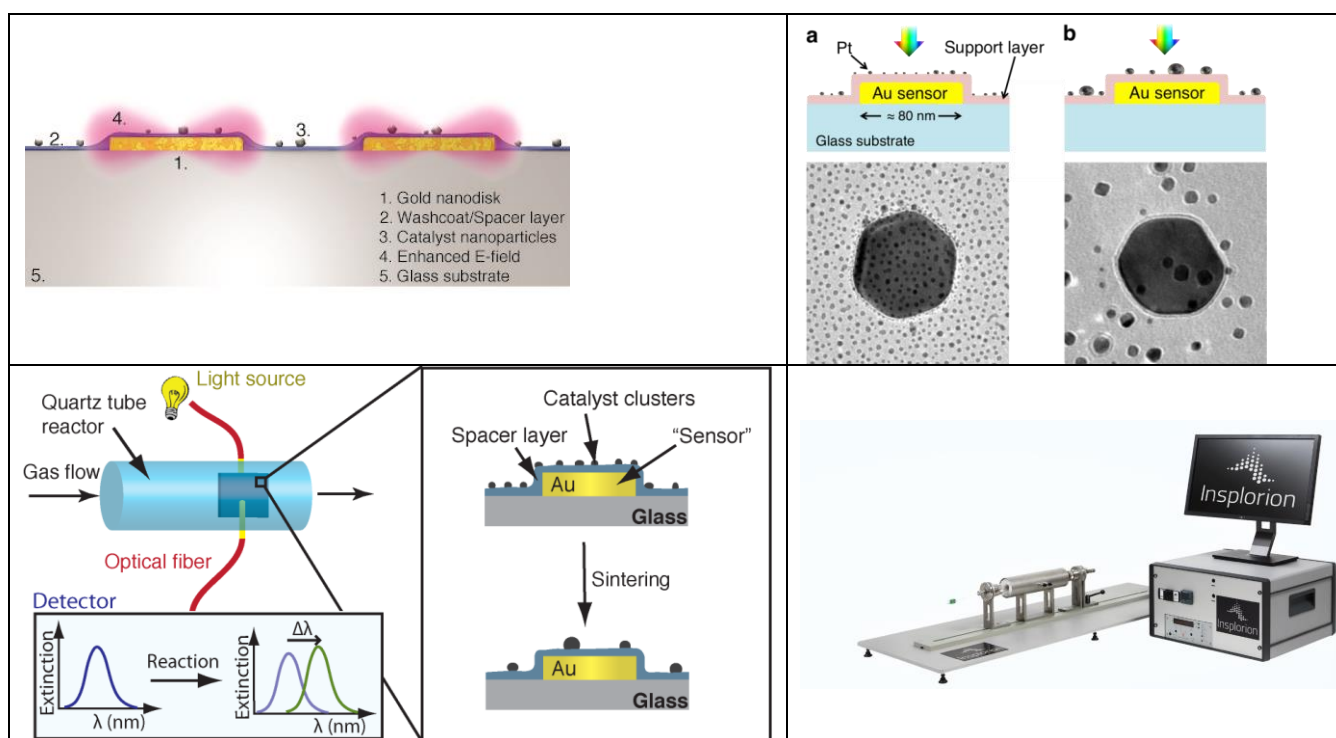 4.
2.
3.
1.
1. Gold nanodisk
2. Washcoat/Spacer layer
3. Catalyst nanoparticles
4. Enhanced E-field
5. Glass substrate
5.
a
b
Pt
Support layer
Au sensor
Au sensor
≈ 80 nm
Glass substrate
Light source
Quartz tube
reactor
Gas flow
Optical fiber
Detector
Extinction
λ (nm)
Reaction
Δλ
Extinction
λ (nm)
Catalyst clusters
Spacer layer
“Sensor”
Au
Glass
Sintering
Au
Glass
Insplorion
Insplorion